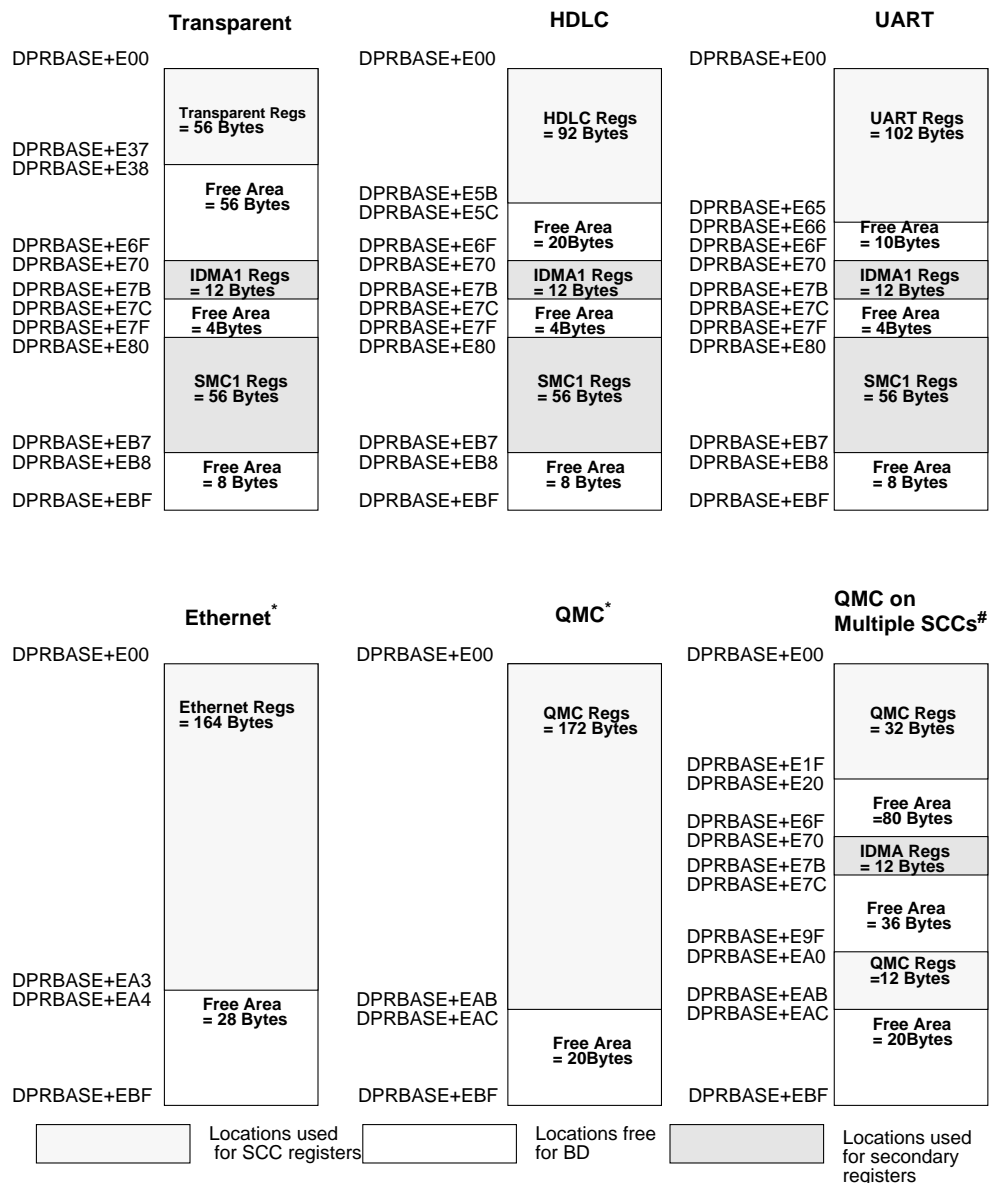 Transparent
DPRBASE+E00
Transparent Regs
= 56 Bytes
DPRBASE+E37
DPRBASE+E38
Free Area
= 56 Bytes
DPRBASE+E6F
DPRBASE+E70
IDMA1 Regs
= 12 Bytes
DPRBASE+E7B
DPRBASE+E7C
Free Area
= 4Bytes
DPRBASE+E7F
DPRBASE+E80
SMC1 Regs
= 56 Bytes
DPRBASE+EB7
DPRBASE+EB8
Free Area
= 8 Bytes
DPRBASE+EBF
HDLC
DPRBASE+E00
HDLC Regs
= 92 Bytes
DPRBASE+E5B
DPRBASE+E5C
Free Area
= 20Bytes
DPRBASE+E6F
DPRBASE+E70
IDMA1 Regs
= 12 Bytes
DPRBASE+E7B
DPRBASE+E7C
Free Area
= 4Bytes
DPRBASE+E7F
DPRBASE+E80
SMC1 Regs
= 56 Bytes
DPRBASE+EB7
DPRBASE+EB8
Free Area
= 8 Bytes
DPRBASE+EBF
UART
DPRBASE+E00
UART Regs
= 102 Bytes
DPRBASE+E65
DPRBASE+E66
Free Area
= 10Bytes
DPRBASE+E6F
DPRBASE+E70
IDMA1 Regs
= 12 Bytes
DPRBASE+E7B
DPRBASE+E7C
Free Area
= 4Bytes
DPRBASE+E7F
DPRBASE+E80
SMC1 Regs
= 56 Bytes
DPRBASE+EB7
DPRBASE+EB8
Free Area
= 8 Bytes
DPRBASE+EBF
Ethernet*
DPRBASE+E00
Ethernet Regs
= 164 Bytes
DPRBASE+EA3
DPRBASE+EA4
Free Area
= 28 Bytes
DPRBASE+EBF
QMC*
DPRBASE+E00
QMC Regs
= 172 Bytes
DPRBASE+EAB
DPRBASE+EAC
Free Area
= 20Bytes
DPRBASE+EBF
QMC on
Multiple SCCs#
DPRBASE+E00
QMC Regs
= 32 Bytes
DPRBASE+E1F
DPRBASE+E20
Free Area
=80 Bytes
DPRBASE+E6F
DPRBASE+E70
IDMA Regs
= 12 Bytes
DPRBASE+E7B
DPRBASE+E7C
Free Area
= 36 Bytes
DPRBASE+E9F
DPRBASE+EA0
QMC Regs
=12 Bytes
DPRBASE+EAB
DPRBASE+EAC
Free Area
= 20Bytes
DPRBASE+EBF
Locations used
for SCC registers
Locations free
for BD
Locations used
for secondary
registers